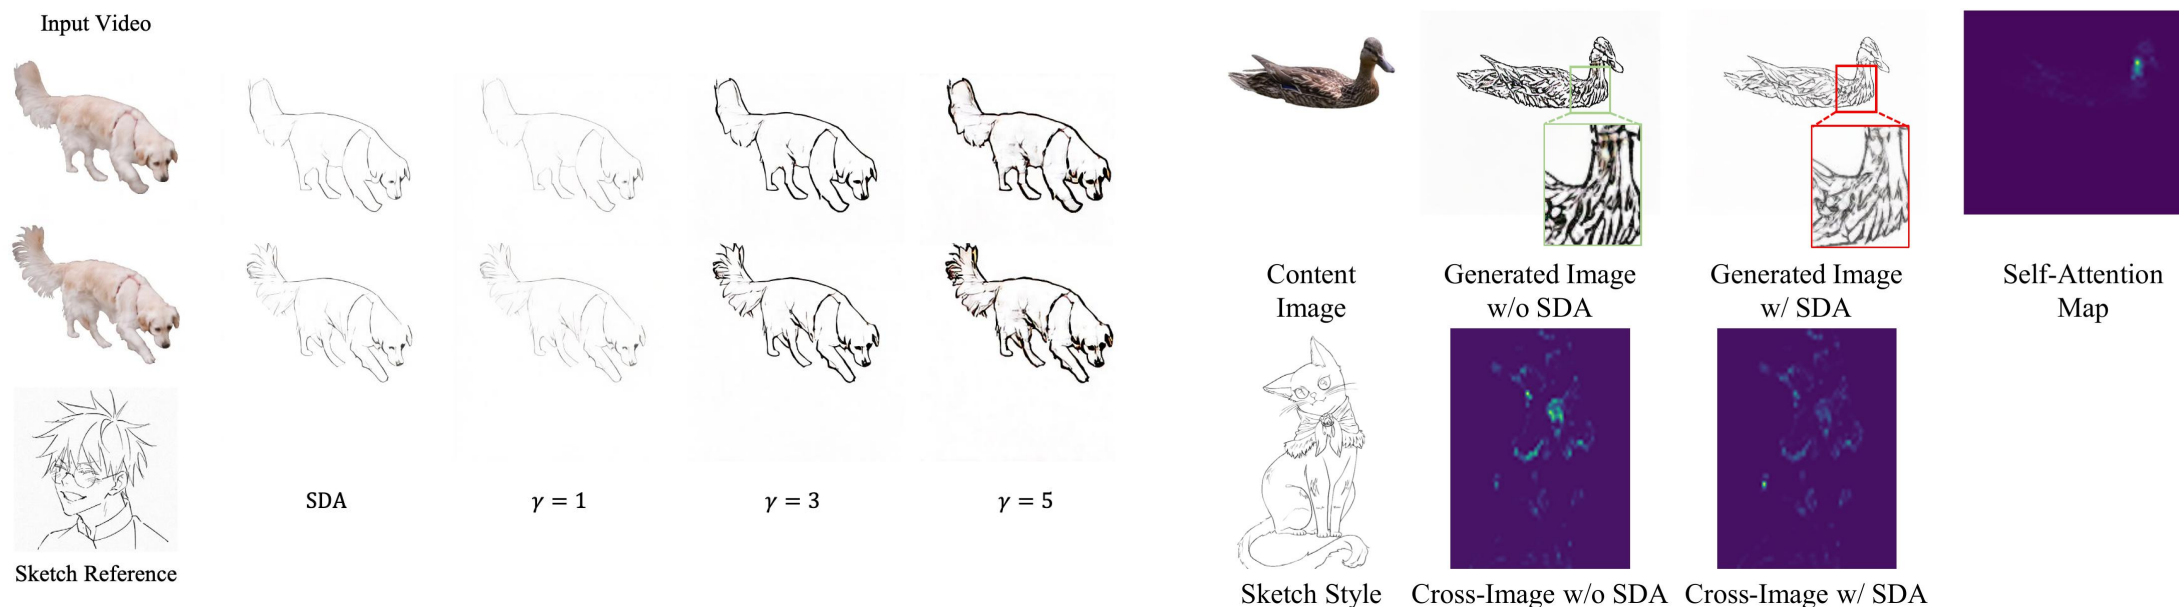 Input Video
SDA
γ = 1
γ = 3
γ = 5
Sketch Reference
Content
Image
Generated Image
w/o SDA
Generated Image
w/ SDA
Self-Attention
Map
Sketch Style
Cross-Image w/o SDA
Cross-Image w/ SDA